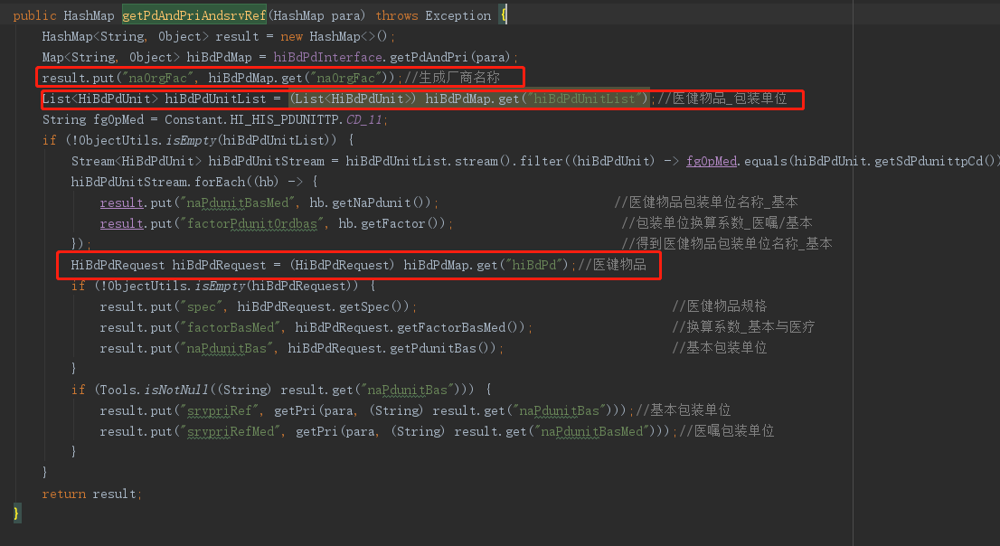 public HashMap getPdAndPriAndsrvRef(HashMap para) throws Exception {
HashMap<String, Object> result = new HashMap<>();
Map<String, Object> hiBdPdMap = hiBdPdInterface.getPdAndPri(para);
result.put("naOrgFac", hiBdPdMap.get("naOrgFac"));//生成厂商名称
List<HiBdPdUnit> hiBdPdUnitList = (List<HiBdPdUnit>) hiBdPdMap.get("hiBdPdUnitList");//医健物品_包装单位
String fgOpMed = Constant.HI_HIS_PDUNITTP.CD_11;
if (!ObjectUtils.isEmpty(hiBdPdUnitList)) {
Stream<HiBdPdUnit> hiBdPdUnitStream = hiBdPdUnitList.stream().filter((hiBdPdUnit) -> fgOpMed.equals(hiBdPdUnit.getSdPdunittpCd())
hiBdPdUnitStream.forEach((hb) -> {
result.put("naPdunitBasMed", hb.getNaPdunit()); //医健物品包装单位名称_基本
result.put("factorPdunitOrdbas", hb.getFactor()); //包装单位换算系数_医嘱/基本
}); //得到医健物品包装单位名称_基本
HiBdPdRequest hiBdPdRequest = (HiBdPdRequest) hiBdPdMap.get("hiBdPd");//医键物品
if (!ObjectUtils.isEmpty(hiBdPdRequest)) {
result.put("spec", hiBdPdRequest.getSpec()); //医健物品规格
result.put("factorBasMed", hiBdPdRequest.getFactorBasMed()); //换算系数_基本与医疗
result.put("naPdunitBas", hiBdPdRequest.getPdunitBas()); //基本包装单位
}
if (Tools.isNotNull((String) result.get("naPdunitBas"))) {
result.put("srvpriRef", getPri(para, (String) result.get("naPdunitBas")));//基本包装单位
result.put("srvpriRefMed", getPri(para, (String) result.get("naPdunitBasMed")));//医嘱包装单位
}
}
return result;
}